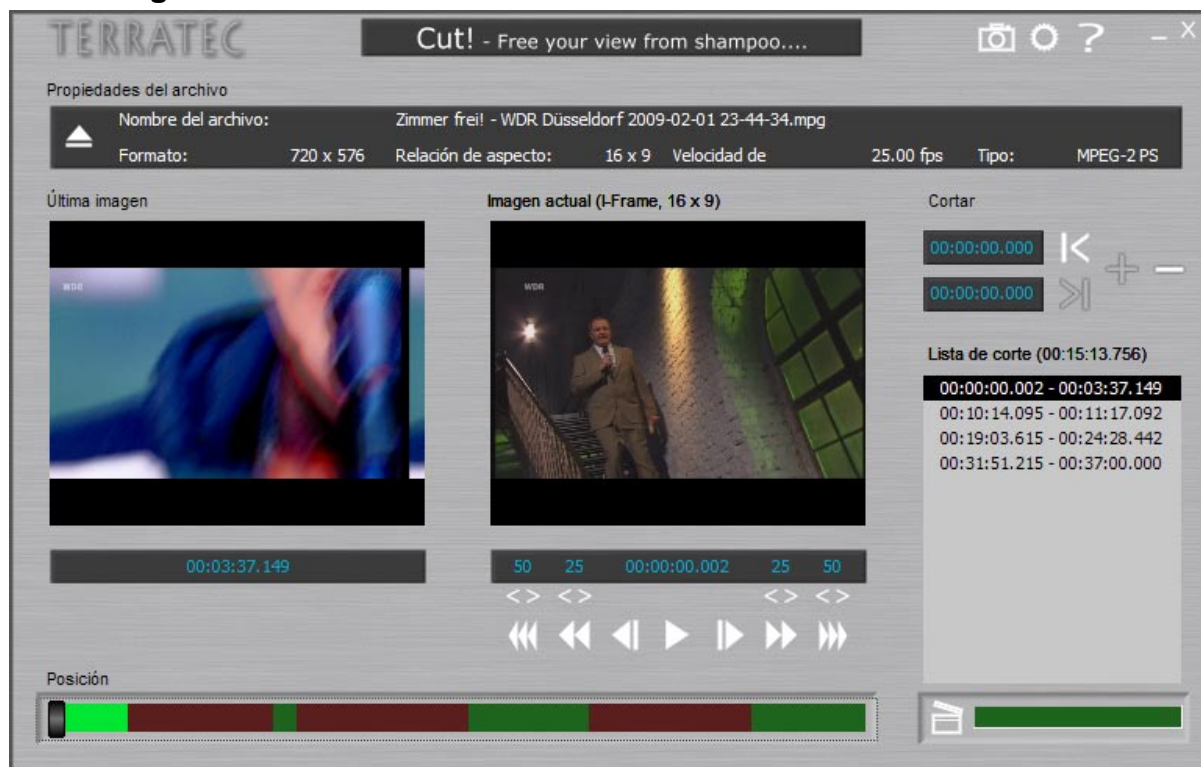 TERRATEC
Cut! - Free your view from shampoo....
?
X
Propiedades del archivo
Nombre del archivo: Zimmer frei! - WDR Düsseldorf 2009-02-01 23-44-34.mpg
Formato: 720 x 576 Relación de aspecto: 16 x 9 Velocidad de 25.00 fps Tipo: MPEG-2 PS
Última imagen
Imagen actual (I-Frame, 16 x 9)
Cortar
WDR
WDR
00:00:00.000
00:00:00.000
Lista de corte (00:15:13.756)
00:00:00.002 - 00:03:37.149
00:10:14.095 - 00:11:17.092
00:19:03.615 - 00:24:28.442
00:31:51.215 - 00:37:00.000
00:03:37.149
50 25 00:00:00.002 25 50
< > < > < > < >
Posición